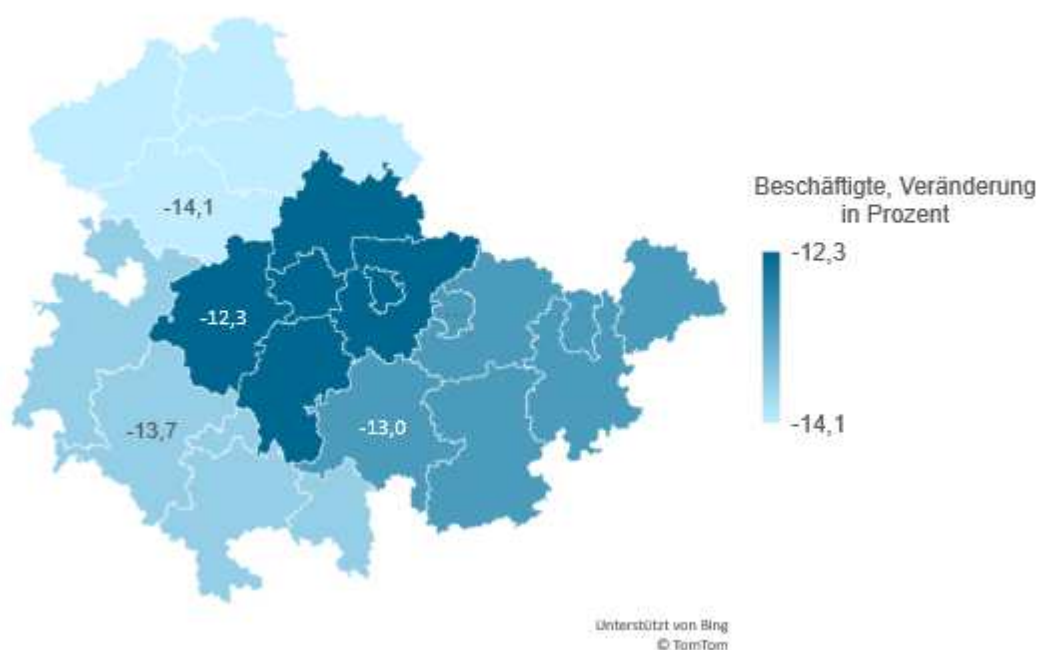 -14,1
-12,3
-13,7
-13,0
Beschäftigte, Veränderung
in Prozent
-12,3
-14,1
Unterstützt von Bing
© TomTom